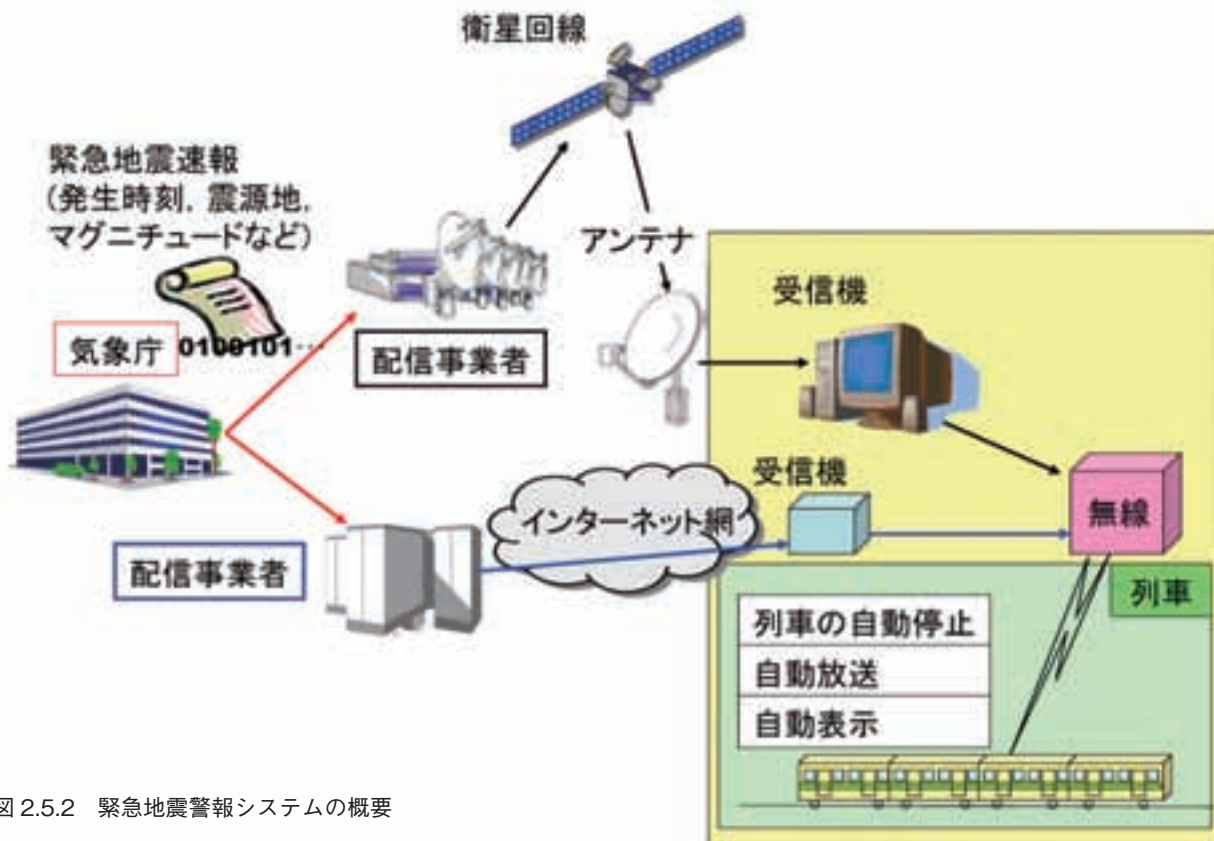 衛星回線
緊急地震速報
(発生時刻, 震源地,
マグニチュードなど)
アンテナ
受信機
気象庁
0100101…
配信事業者
受信機
インターネット網
無線
配信事業者
列車
列車の自動停止
自動放送
自動表示
図 2.5.2 緊急地震警報システムの概要